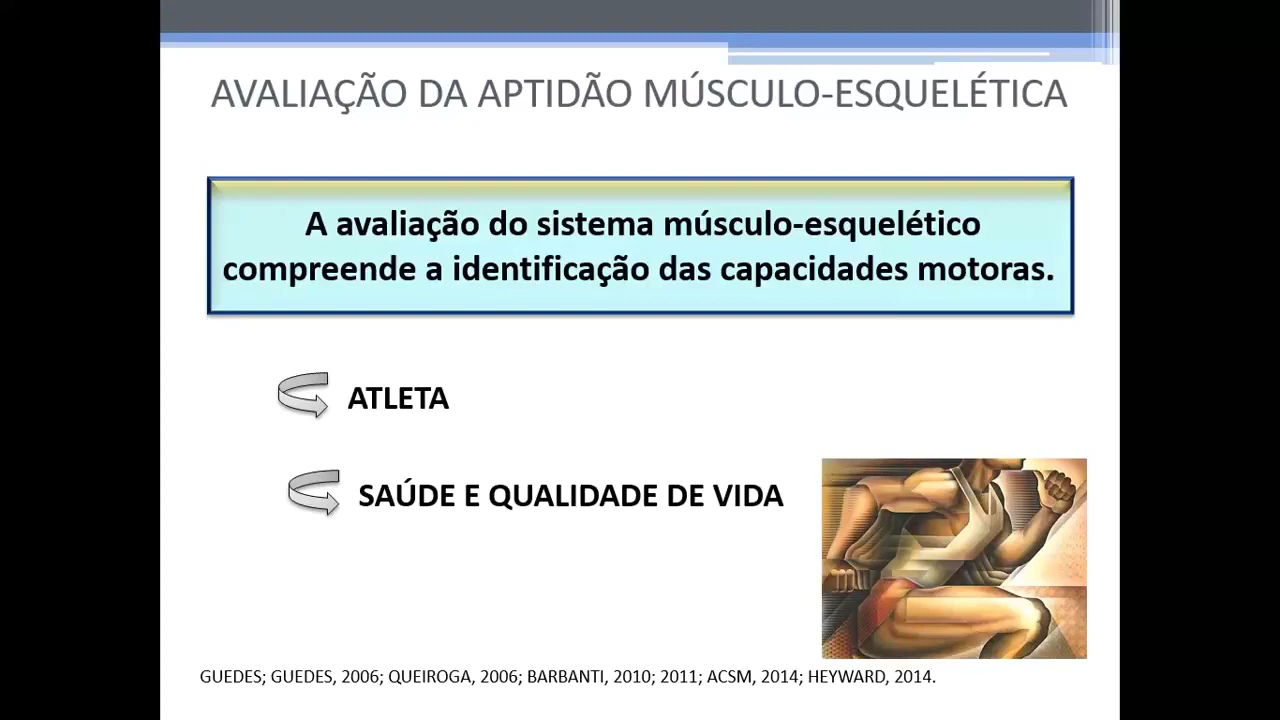 AVALIAÇÃO DA APTIDÃO MÚSCULO-ESQUELÉTICA
A avaliação do sistema músculo-esquelético
compreende a identificação das capacidades motoras.
ATLETA
SAÚDE E QUALIDADE DE VIDA
GUEDES; GUEDES, 2006; QUEIROGA, 2006; BARBANTI, 2010; 2011; ACSM, 2014; HEYWARD, 2014.